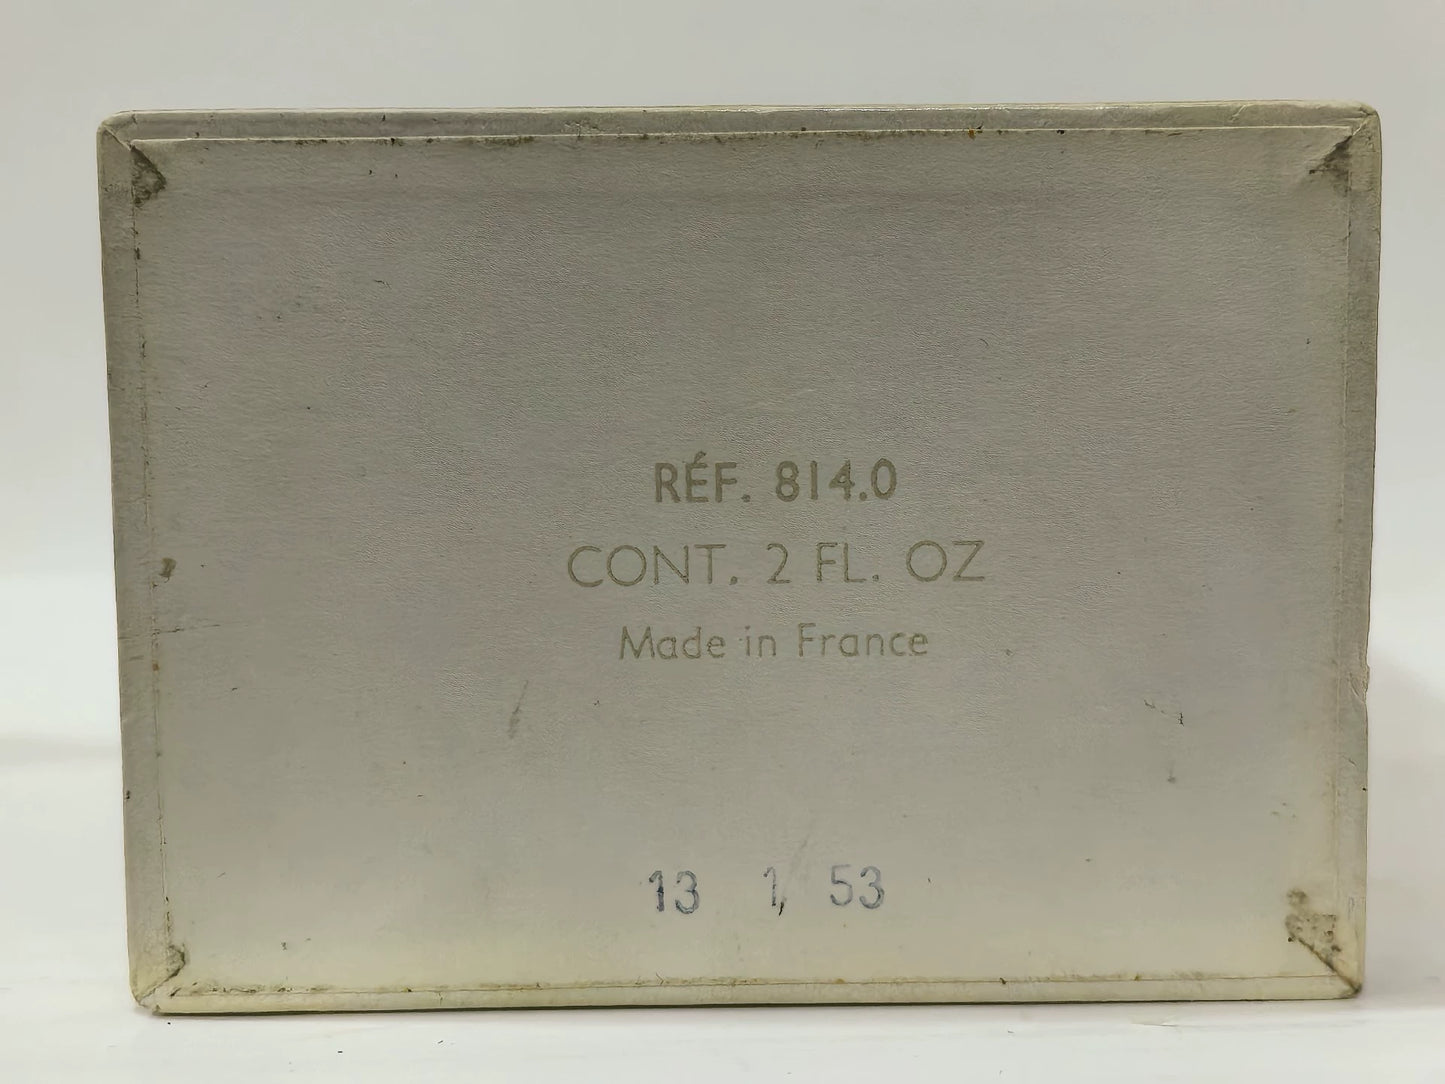 RÉF. 814.0
CONT. 2 FL. OZ
Made in France
13 1 53